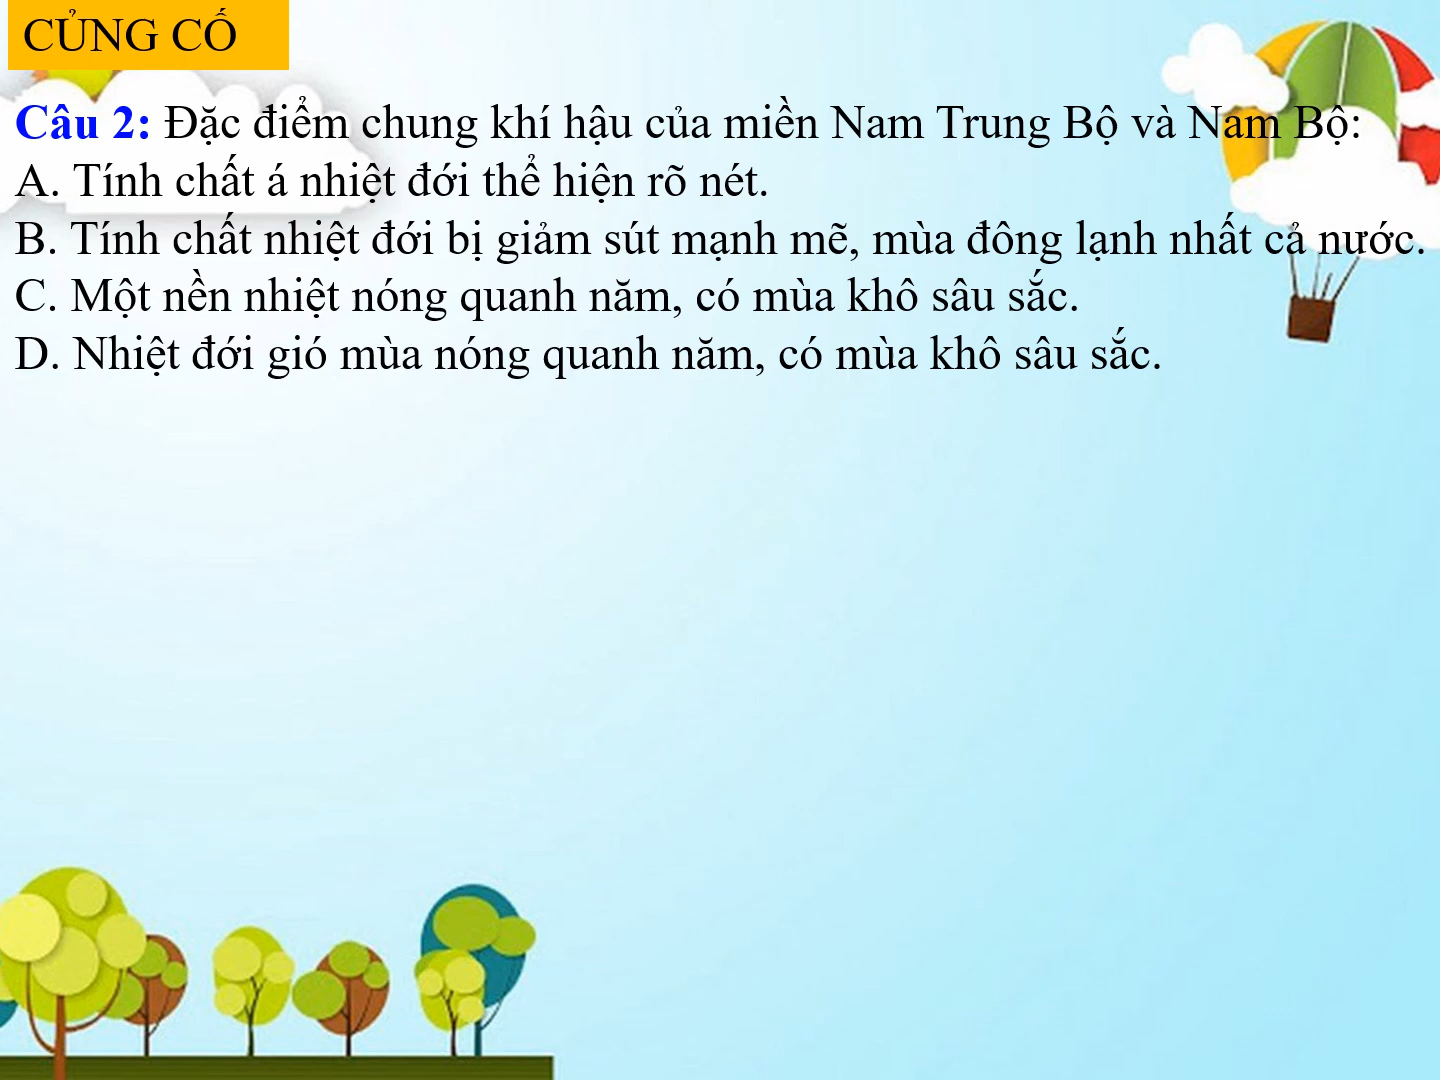 CỦNG CỐ
Câu 2: Đặc điểm chung khí hậu của miền Nam Trung Bộ và Nam Bộ:
A. Tính chất á nhiệt đới thể hiện rõ nét.
B. Tính chất nhiệt đới bị giảm sút mạnh mẽ, mùa đông lạnh nhất cả nước.
C. Một nền nhiệt nóng quanh năm, có mùa khô sâu sắc.
D. Nhiệt đới gió mùa nóng quanh năm, có mùa khô sâu sắc.